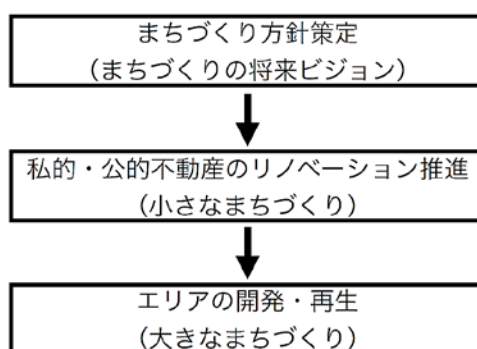 まちづくり方針策定
（まちづくりの将来ビジョン）
私的・公的不動産のリノベーション推進
（小さなまちづくり）
エリアの開発・再生
（大きなまちづくり）